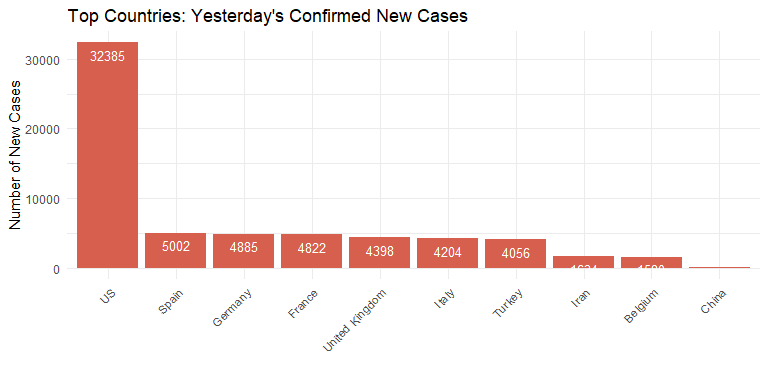 Top Countries: Yesterday's Confirmed New Cases
Number of New Cases
30000
20000
10000
0
32385
5002
4885
4822
4398
4204
4056
US
Spain
Germany
France
United Kingdom
Italy
Turkey
Iran
Belgium
China